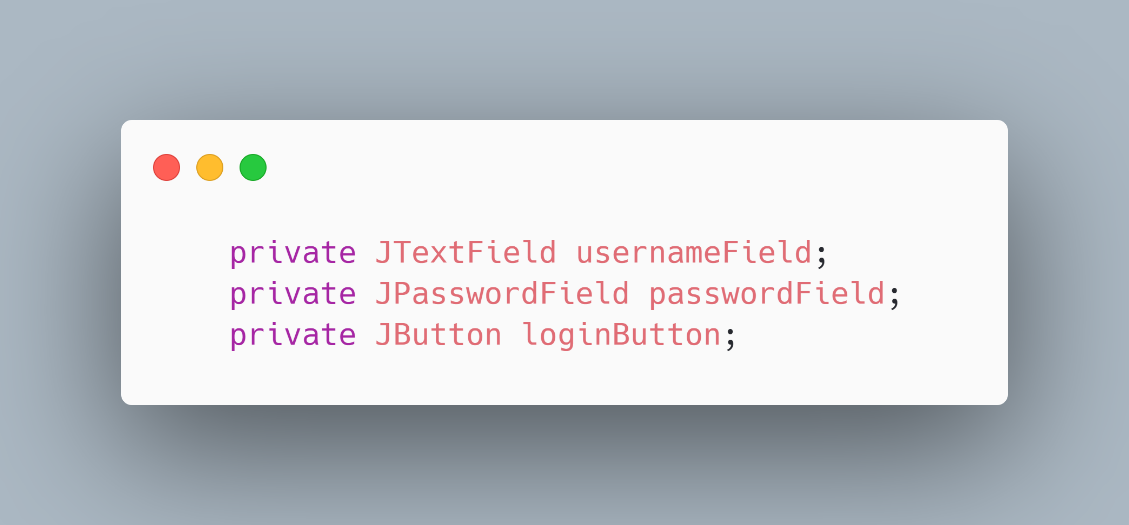 private JTextField usernameField;
private JPasswordField passwordField;
private JButton loginButton;